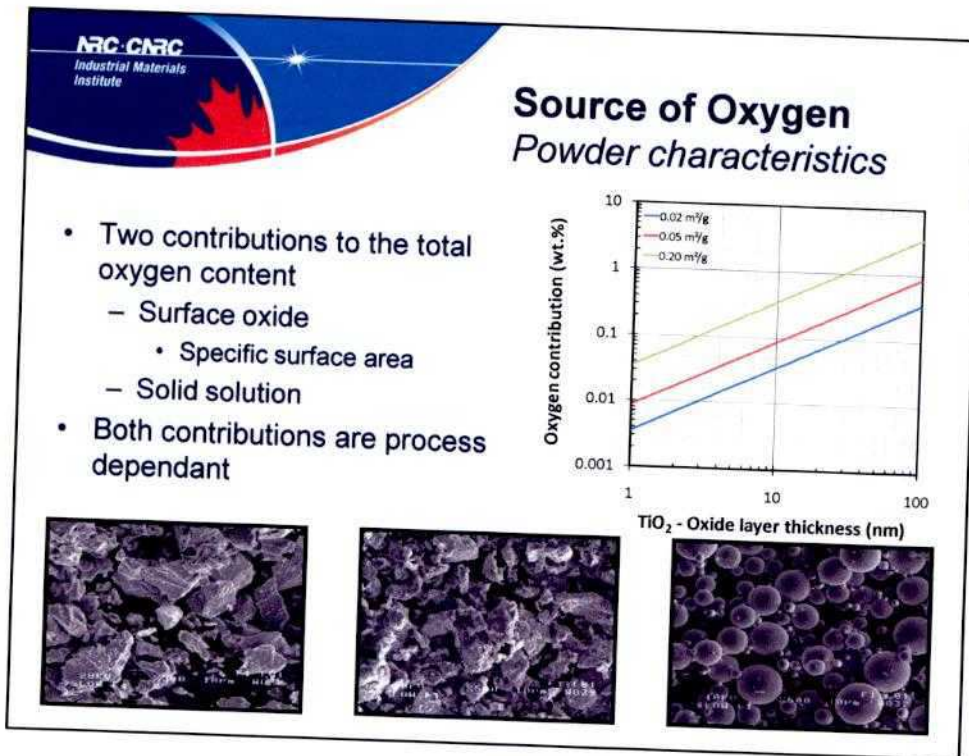 NRC·CNRC
Industrial Materials
Institute
Source of Oxygen
Powder characteristics
• Two contributions to the total
oxygen content
– Surface oxide
• Specific surface area
– Solid solution
• Both contributions are process
dependant
Oxygen contribution (wt.%)
10
1
0.1
0.01
0.001
0.02 m²/g
0.05 m²/g
0.20 m²/g
1
10
100
TiO₂ - Oxide layer thickness (nm)